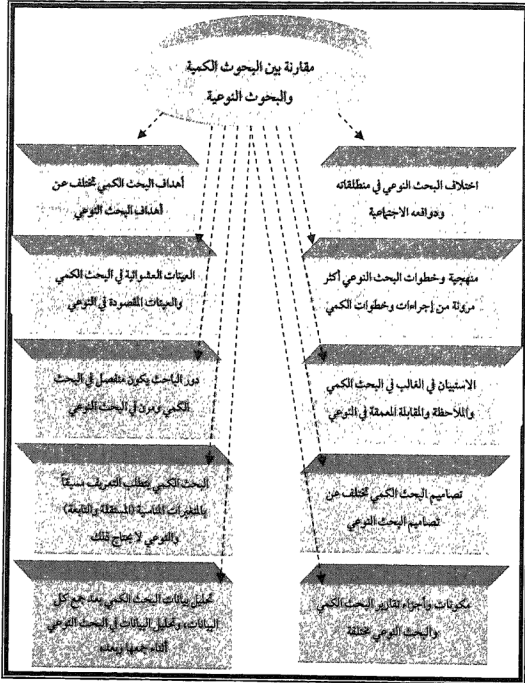 مقارنة بين البحوث الكمية
والبحوث النوعية
اختلاف البحث النوعي في منطلقاته
ودوافعه الاجتماعية
أهداف البحث الكمي تختلف عن
أهداف البحث النوعي
منهجية وخطوات البحث النوعي أكثر
مرونة من إجراءات وخطوات الكمي
العينات العشوائية في البحث الكمي
والعينات المقصودة في النوعي
الاستبيان في الغالب في البحث الكمي
والملاحظة والمقابلة المعمقة في النوعي
دور الباحث يكون منفصل في البحث
الكمي ومرن في البحث النوعي
تصاميم البحث الكمي تختلف عن
تصاميم البحث النوعي
البحث الكمي يتطلب التعريف مسبقاً
بالمتغيرات المناسبة (المستقلة والتابعة)
والنوعي لا يحتاج لذلك
مكونات وأجزاء تقارير البحث الكمي
والبحث النوعي مختلفة
تحليل بيانات البحث الكمي بعد جمع كل
البيانات، وتحليل البيانات في البحث النوعي
أثناء جمعها وبعده